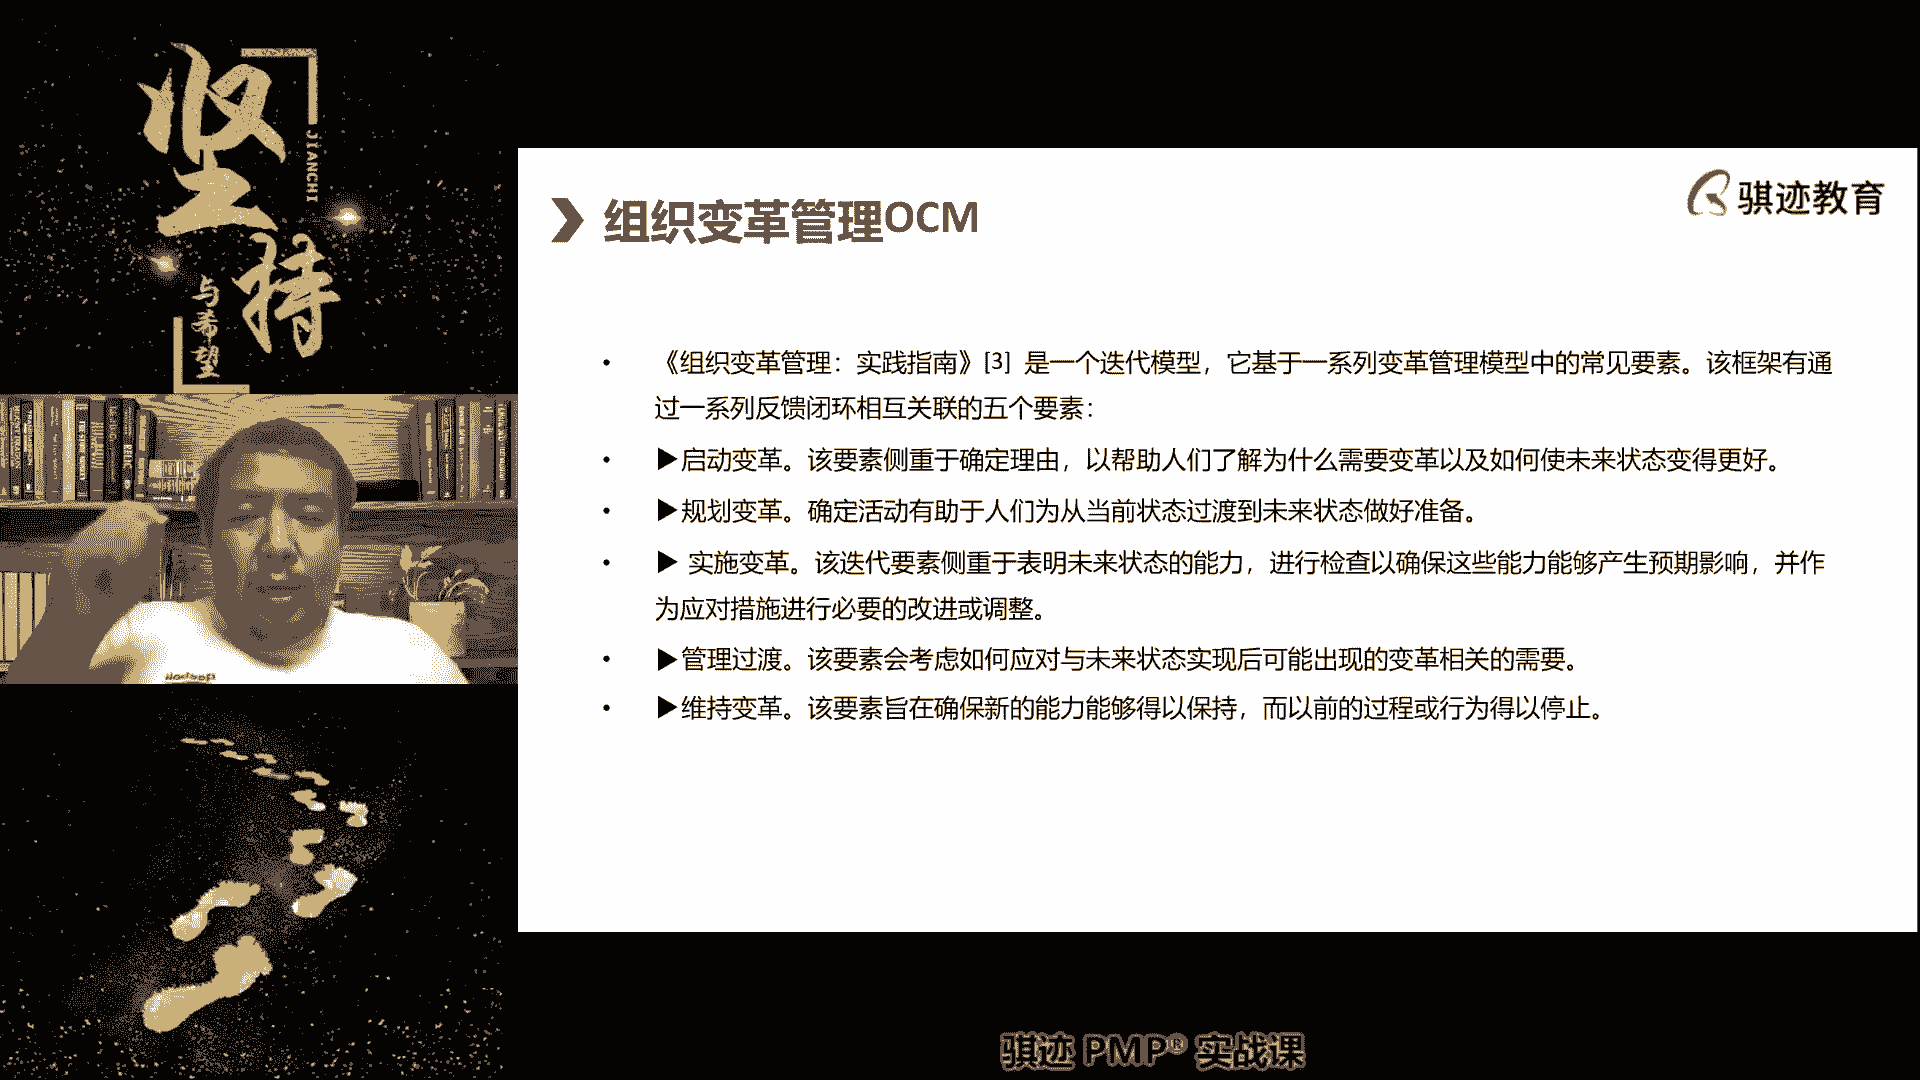 坚持
JIANCHI
与希望
组织变革管理OCM
骐迹教育
• 《组织变革管理：实践指南》[3] 是一个迭代模型，它基于一系列变革管理模型中的常见要素。该框架有通
过一系列反馈闭环相互关联的五个要素：
• ▶启动变革。该要素侧重于确定理由，以帮助人们了解为什么需要变革以及如何使未来状态变得更好。
• ▶规划变革。确定活动有助于人们为从当前状态过渡到未来状态做好准备。
• ▶ 实施变革。该迭代要素侧重于表明未来状态的能力，进行检查以确保这些能力能够产生预期影响，并作
为应对措施进行必要的改进或调整。
• ▶管理过渡。该要素会考虑如何应对与未来状态实现后可能出现的变革相关的需要。
• ▶维持变革。该要素旨在确保新的能力能够得以保持，而以前的过程或行为得以停止。
骐迹 PMP® 实战课